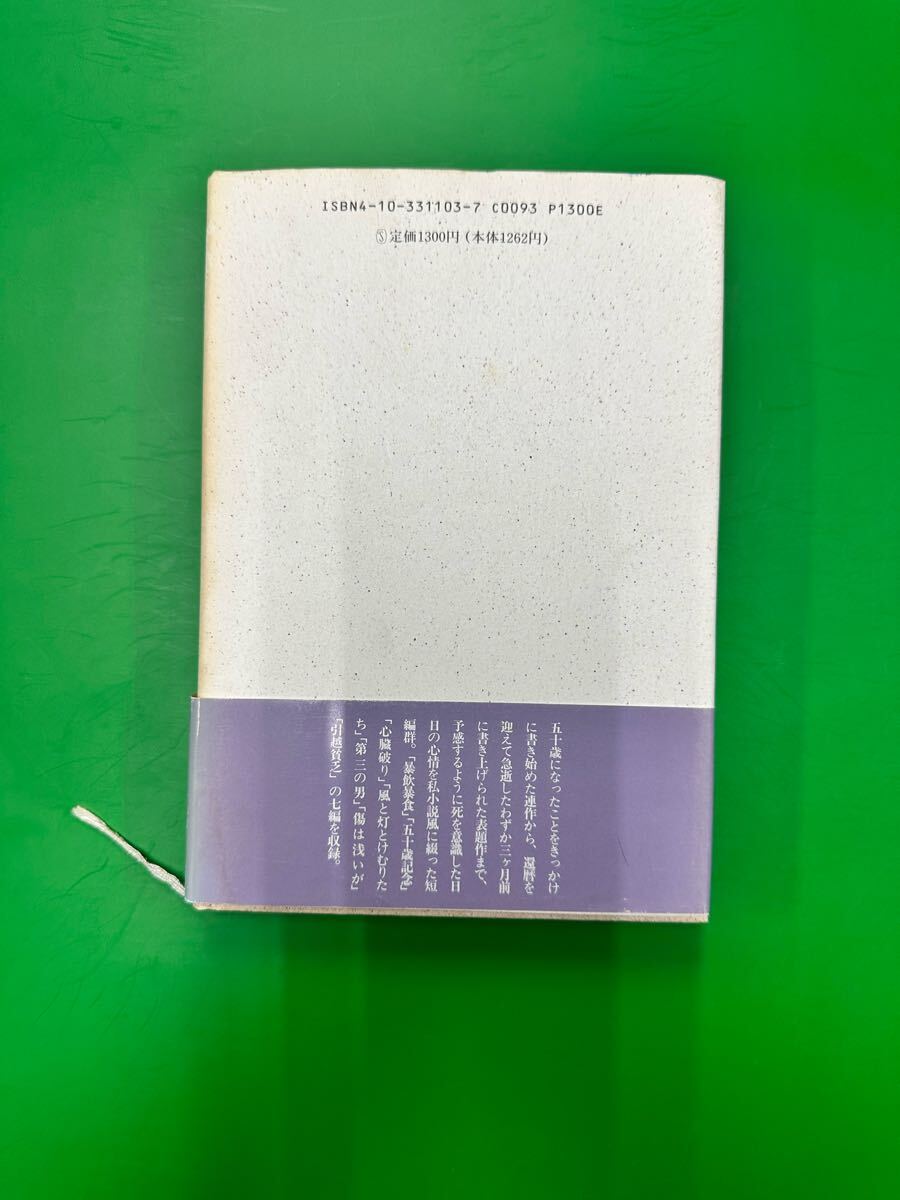 ISBN4-10-331103-7 C0093 P1300E
Ⓢ定価1300円(本体1262円)
五十歳になったことをきっかけ
に書き始めた連作から、還暦を
迎えて急逝したわずか三ヶ月前
に書き上げられた表題作まで、
予感するように死を意識した日
日の心情を私小説風に綴った短
編群。「暴飲暴食」「五十歳記念」
「心臓破り」「風と灯とけむりた
ち」「第三の男」「傷は浅いが」
「引越貧乏」の七編を収録。